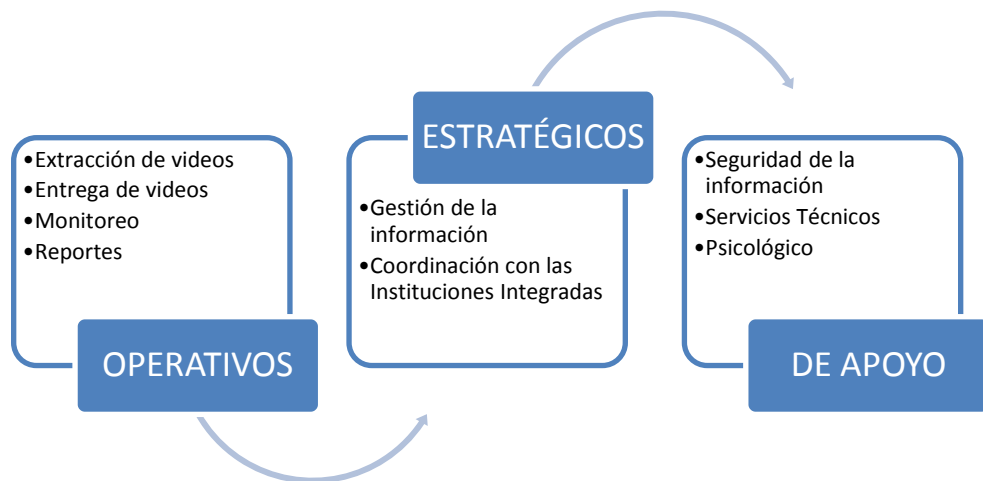 •Extracción de videos
•Entrega de videos
•Monitoreo
•Reportes
OPERATIVOS
ESTRATÉGICOS
•Gestión de la
información
•Coordinación con las
Instituciones Integradas
•Seguridad de la
información
•Servicios Técnicos
•Psicológico
DE APOYO